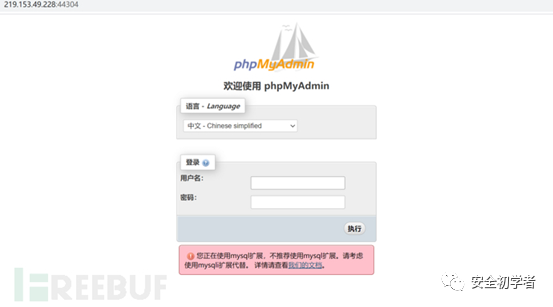 219.153.49.228:44304
phpMyAdmin
欢迎使用 phpMyAdmin
语言 - Language
中文 - Chinese simplified
登录
用户名:
密码:
执行
您正在使用mysql扩展，不推荐使用mysql扩展。请考虑
使用mysqli扩展代替。 详情请查看我们的文档。
REEBUF
安全初学者